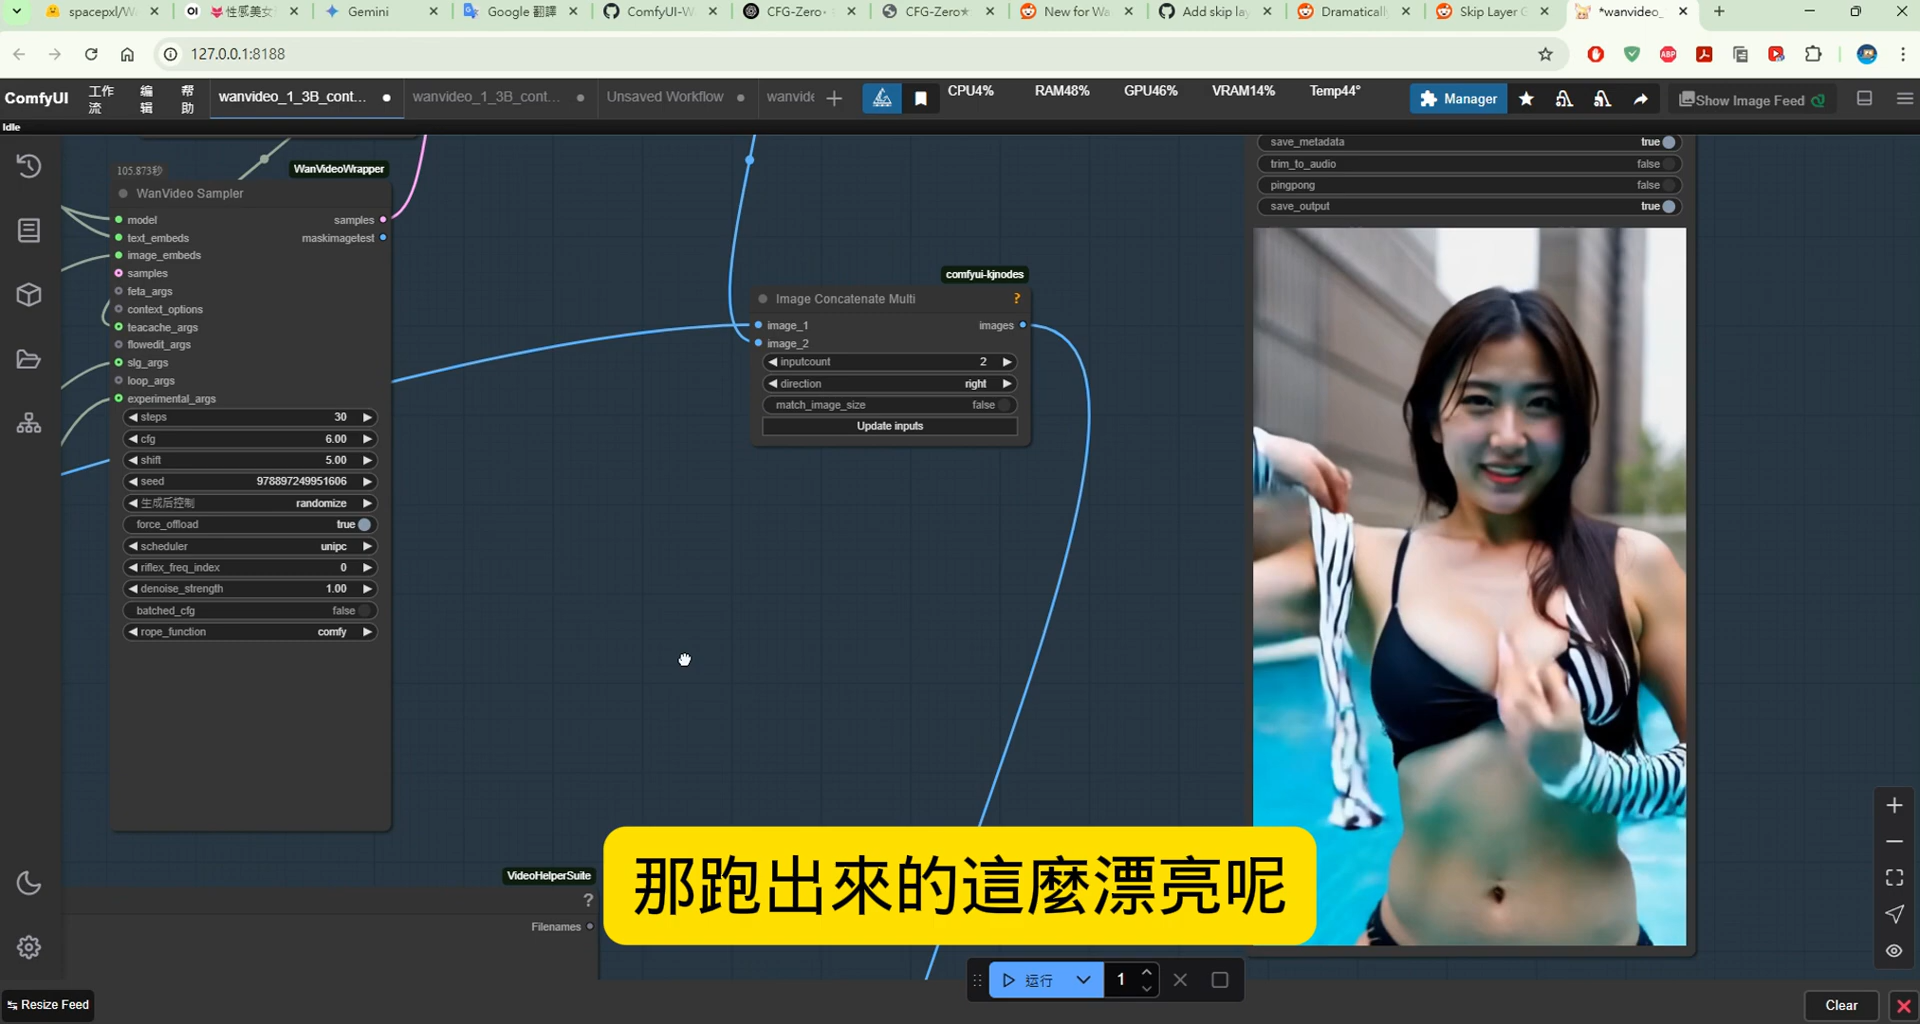 spacepxl/W
性感美女
Gemini
Google 翻譯
ComfyUI-W
CFG-Zero
CFG-Zero★
New for Wa
Add skip la
Dramatically
Skip Layer G
*wanvideo_
127.0.0.1:8188
ComfyUI
工作流
编辑
帮助
wanvideo_1_3B_cont...
wanvideo_1_3B_cont...
Unsaved Workflow
wanvide
CPU4%
RAM48%
GPU46%
VRAM14%
Temp44°
Manager
Show Image Feed
Idle
105.873秒
WanVideoWrapper
WanVideo Sampler
model
samples
text_embeds
maskimagetest
image_embeds
samples
feta_args
context_options
teacache_args
flowedit_args
slg_args
loop_args
experimental_args
steps 30
cfg 6.00
shift 5.00
seed 978897249951606
生成后控制 randomize
force_offload true
scheduler unipc
riflex_freq_index 0
denoise_strength 1.00
batched_cfg false
rope_function comfy
comfyui-kjnodes
Image Concatenate Multi ?
image_1
images
image_2
inputcount 2
direction right
match_image_size false
Update inputs
save_metadata true
trim_to_audio false
pingpong false
save_output true
VideoHelperSuite
?
Filenames
那跑出來的這麼漂亮呢
运行
1
Resize Feed
Clear